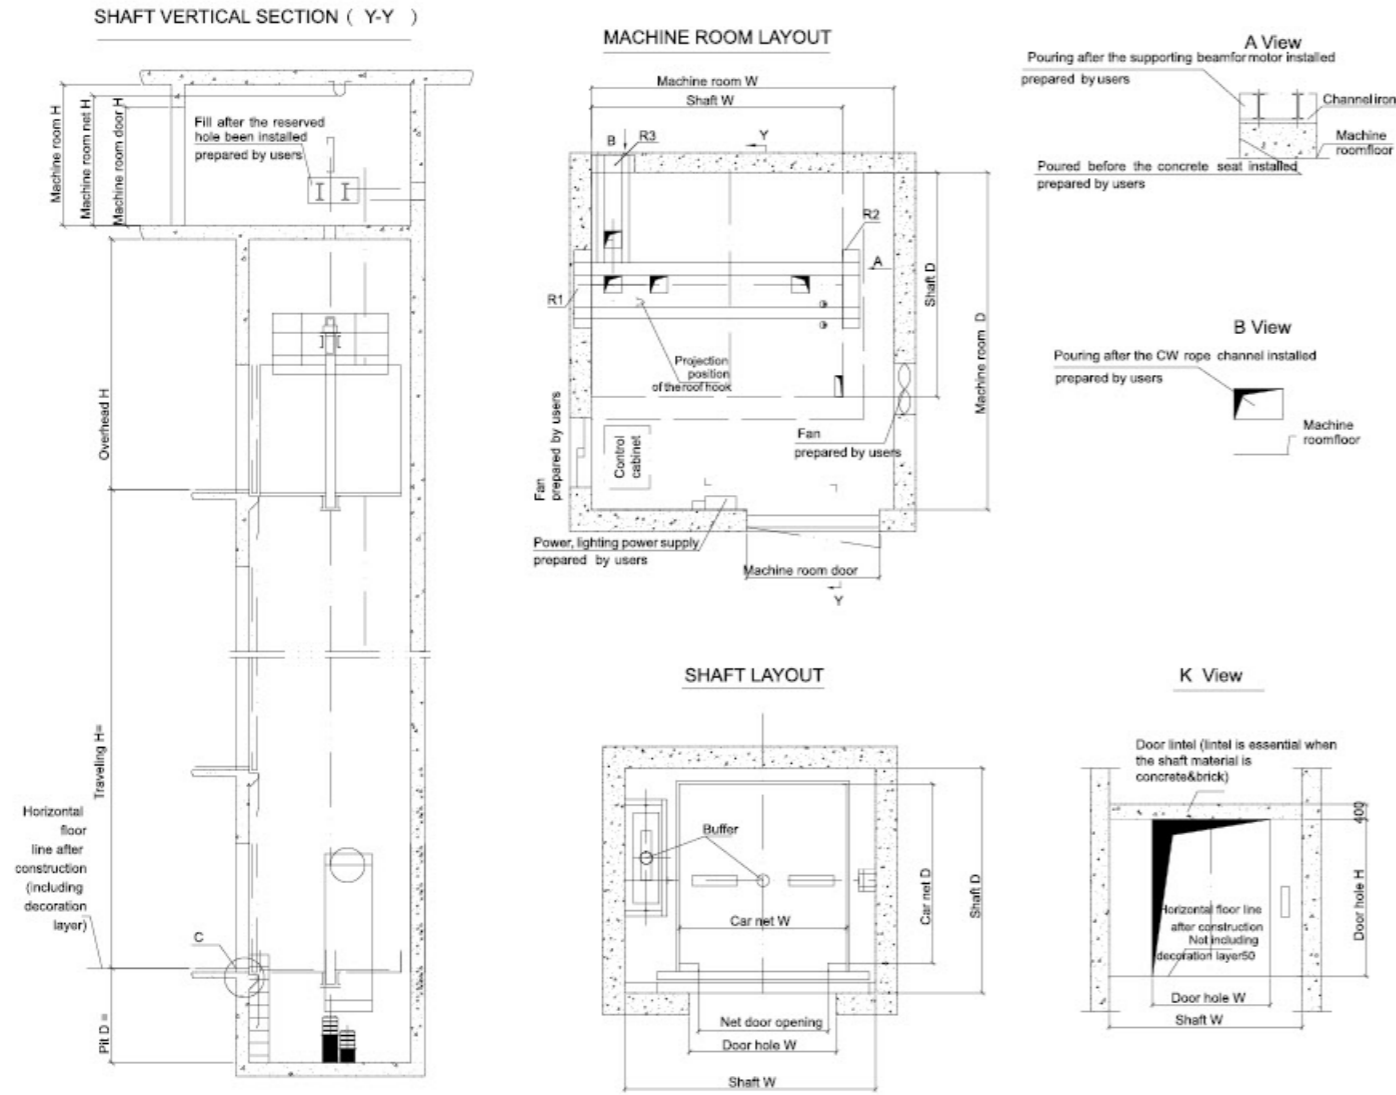 SHAFT VERTICAL SECTION ( Y-Y )
Machine room H
Machine room net H
Machine room door H
Fill after the reserved
hole been installed
prepared by users
Overhead H
Traveling H=
Horizontal
floor
line after
construction
(including
decoration
layer)
C
Pit D =
MACHINE ROOM LAYOUT
Machine room W
Shaft W
B
R3
Y
R2
A
R1
Shaft D
Machine room D
Projection
position
of the roof hook
Fan
prepared by users
Control
cabinet
Fan
prepared by users
Power, lighting power supply
prepared by users
Machine room door
Y
A View
Pouring after the supporting beamfor motor installed
prepared by users
Channel iron
Machine
roomfloor
Poured before the concrete seat installed
prepared by users
B View
Pouring after the CW rope channel installed
prepared by users
Machine
roomfloor
SHAFT LAYOUT
Buffer
Car net W
Car net D
Shaft D
Net door opening
Door hole W
Shaft W
K View
Door lintel (lintel is essential when
the shaft material is
concrete&brick)
400
Door hole H
Horizontal floor line
after construction
Not including
decoration layer50
Door hole W
Shaft W